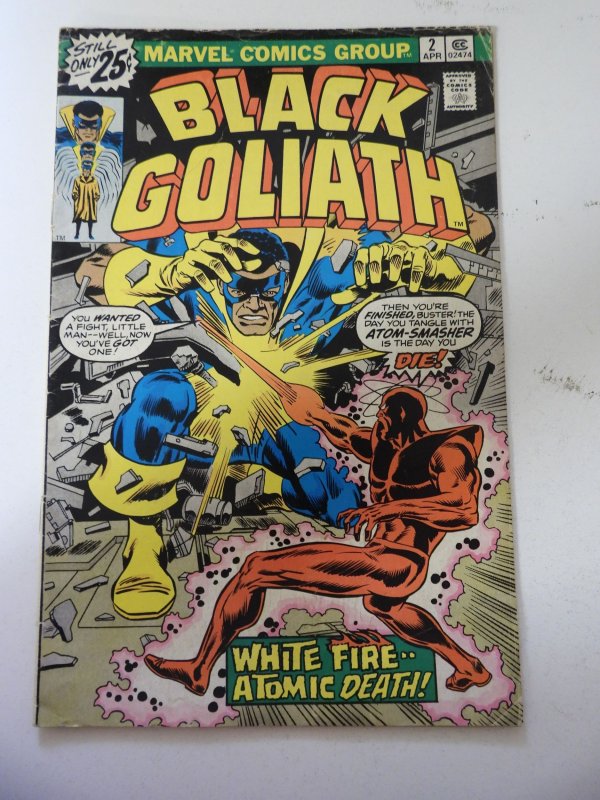 STILL
ONLY 25¢
MARVEL COMICS GROUP™
2
APR
CC
02474
APPROVED
BY THE
COMICS
CODE
AUTHORITY
BLACK
GOLIATH™
TM
YOU WANTED
A FIGHT, LITTLE
MAN--WELL, NOW
YOU'VE GOT
ONE!
THEN YOU'RE
FINISHED, BUSTER! THE
DAY YOU TANGLE WITH
ATOM-SMASHER
IS THE DAY YOU
DIE!
WHITE FIRE--
ATOMIC DEATH!